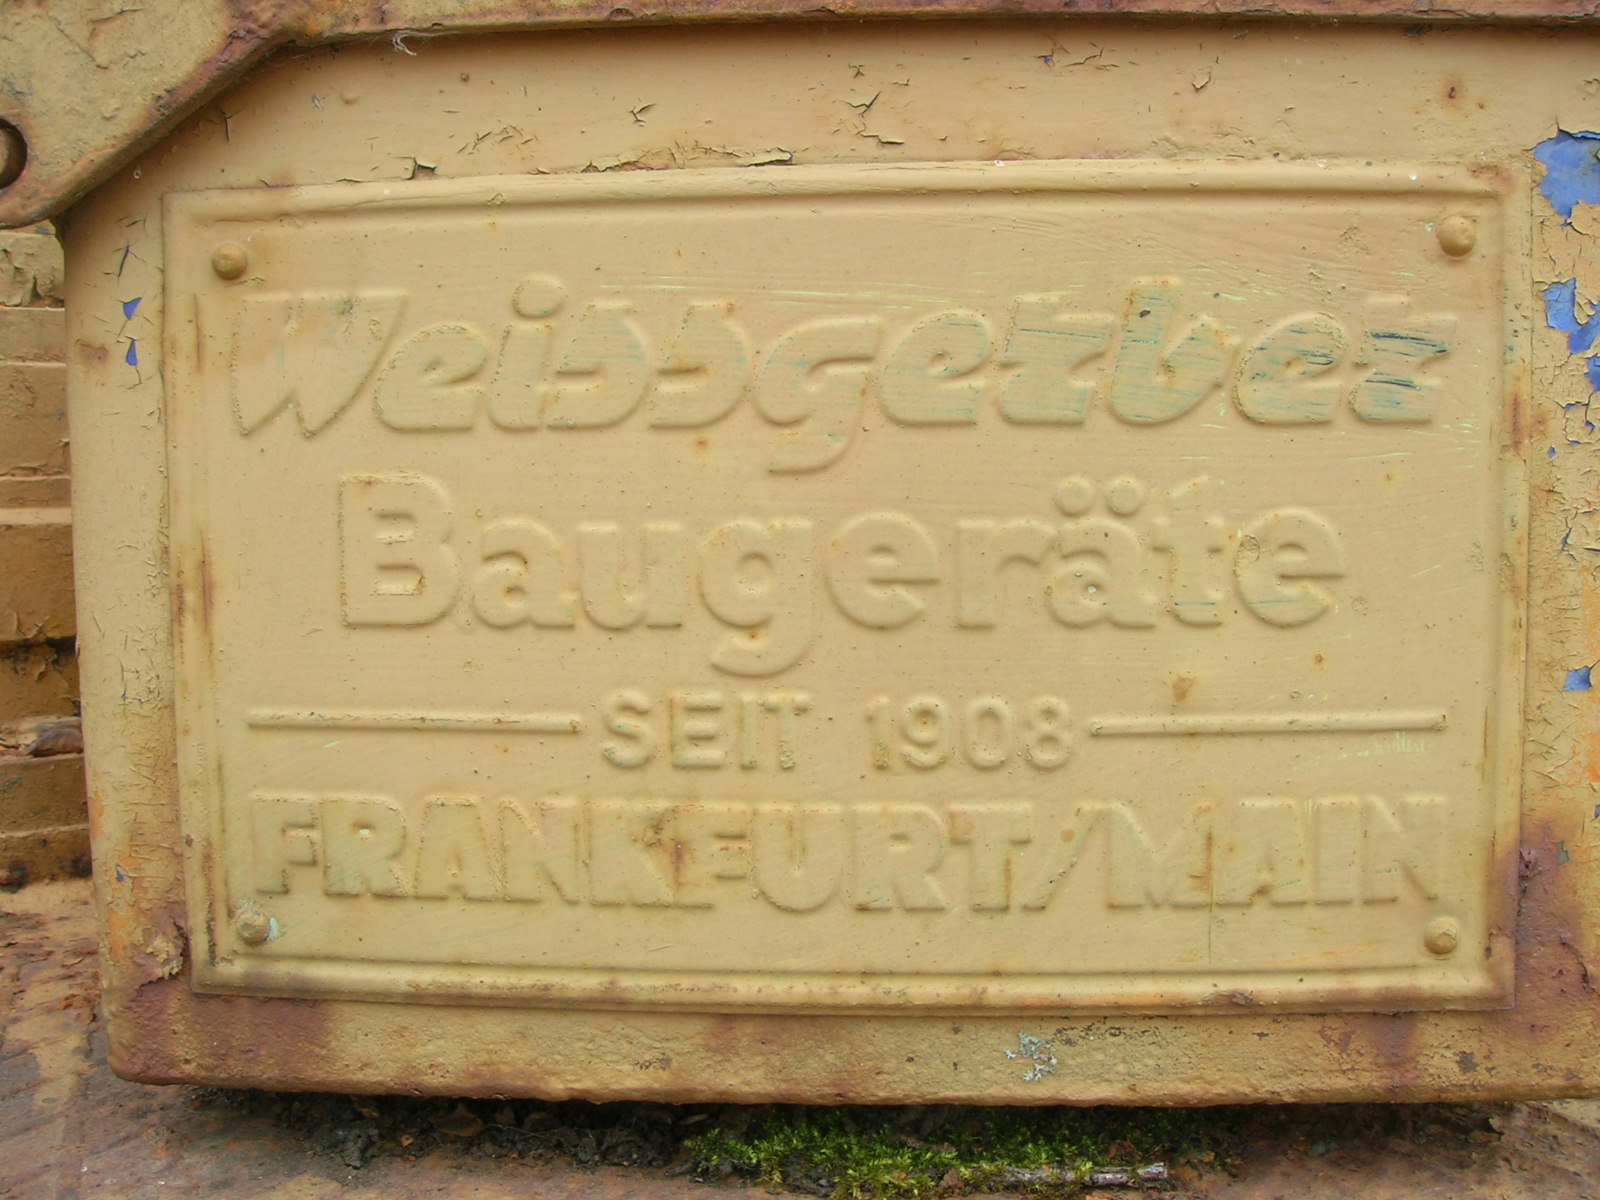 Weissgerber
Baugeräte
SEIT 1908
FRANKFURT/MAIN